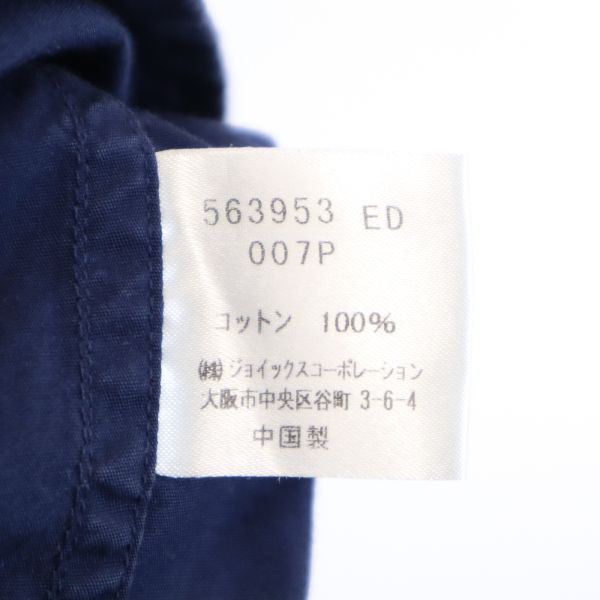 563953 ED
007P
コットン 100%
㈱ジョイックスコーポレーション
大阪市中央区谷町 3-6-4
中国製